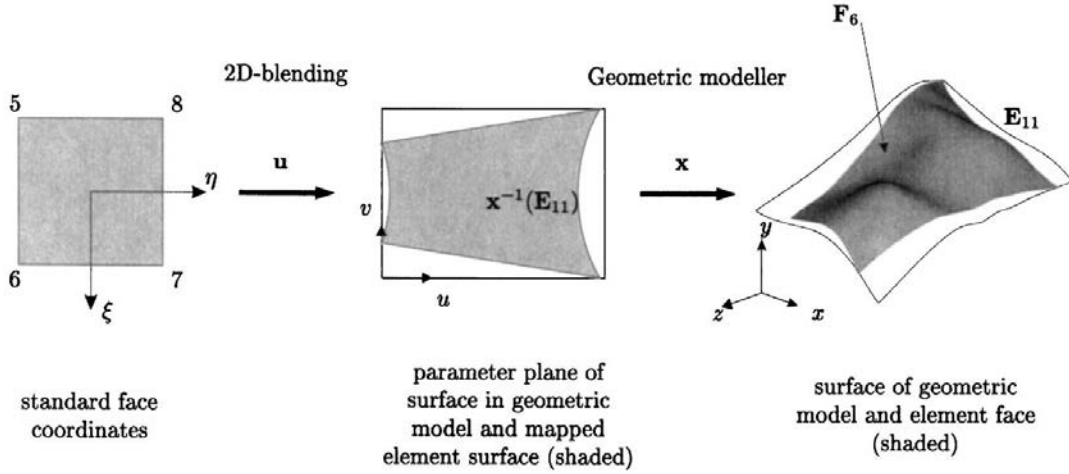 F₆
2D-blending
Geometric modeller
5
8
E₁₁
u
x
η
v
x⁻¹(E₁₁)
6
7
y
ξ
u
z
x
standard face
coordinates
parameter plane of
surface in geometric
model and mapped
element surface (shaded)
surface of geometric
model and element face
(shaded)